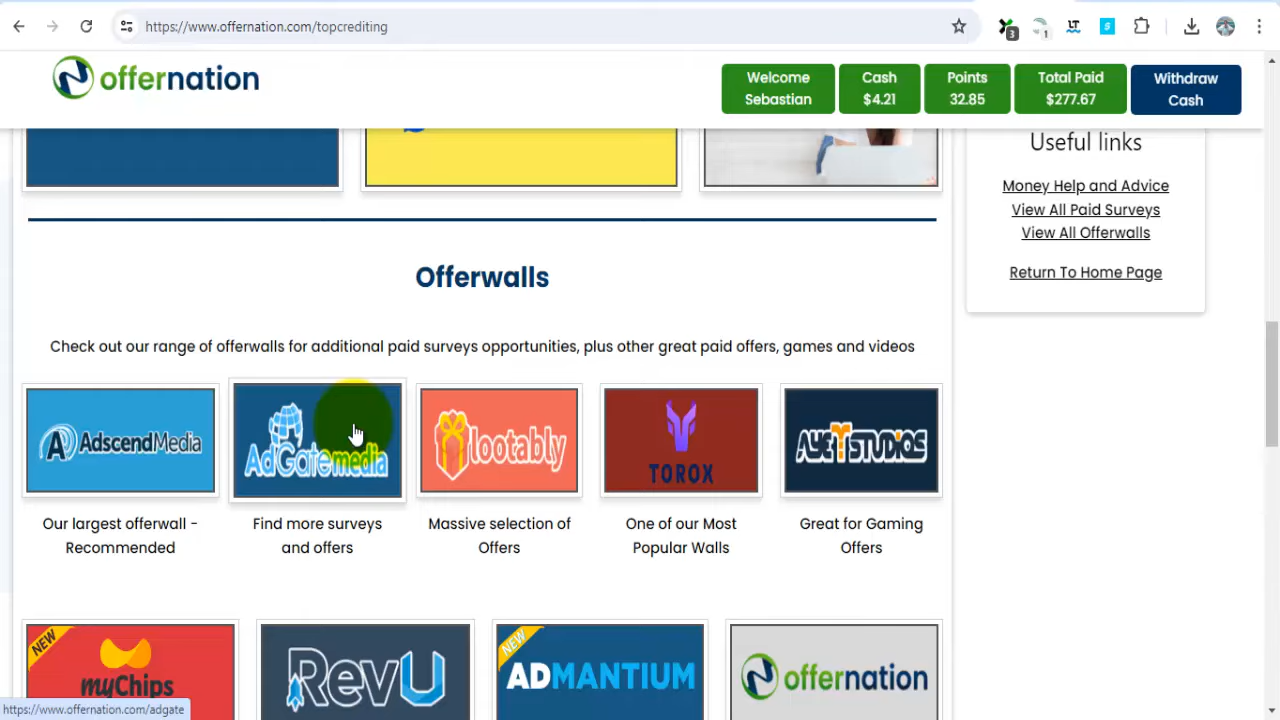 https://www.offernation.com/topcrediting
3
1
LT
offernation
Welcome
Sebastian
Cash
$4.21
Points
32.85
Total Paid
$277.67
Withdraw
Cash
Useful links
Money Help and Advice
View All Paid Surveys
View All Offerwalls
Return To Home Page
Offerwalls
Check out our range of offerwalls for additional paid surveys opportunities, plus other great paid offers, games and videos
AdscendMedia
AdGatemedia
lootably
TOROX
AYET STUDIOS
Our largest offerwall -
Recommended
Find more surveys
and offers
Massive selection of
Offers
One of our Most
Popular Walls
Great for Gaming
Offers
NEW
myChips
RevU
NEW
ADMANTIUM
offernation
https://www.offernation.com/adgate